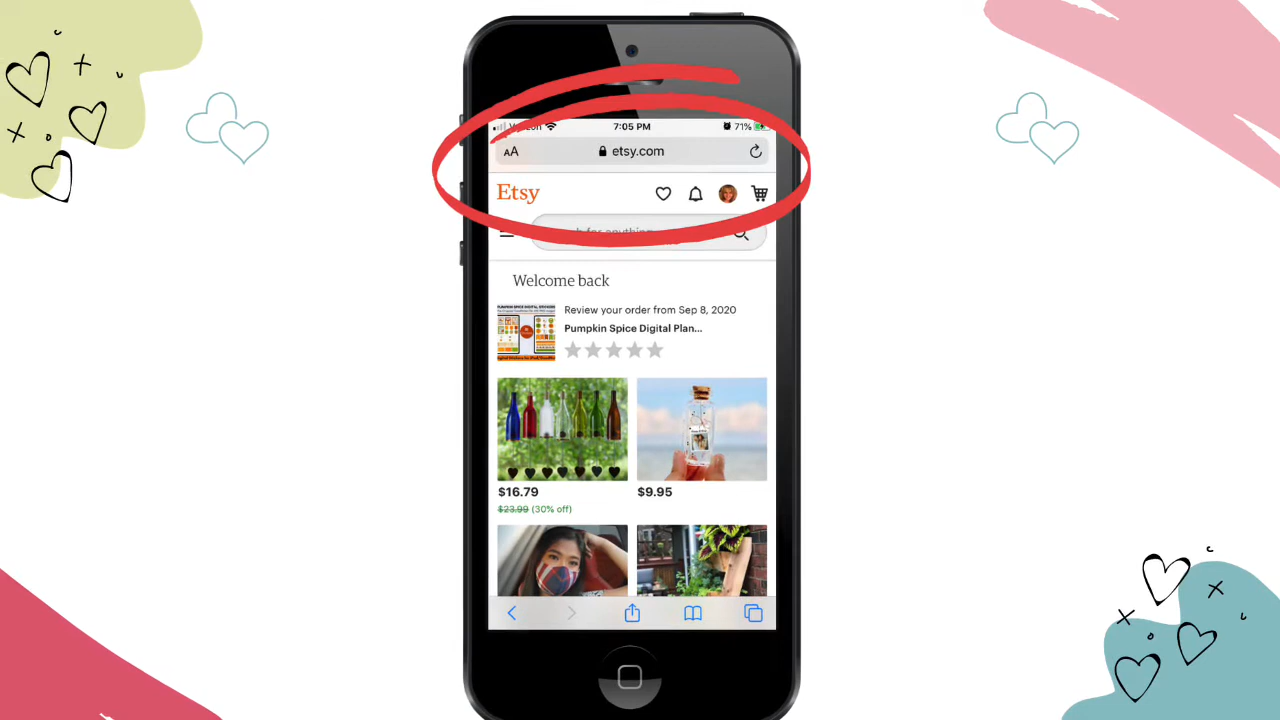 7:05 PM
71%
AA
etsy.com
Etsy
Welcome back
Review your order from Sep 8, 2020
Pumpkin Spice Digital Plan...
$16.79
$9.95
$23.99 (30% off)